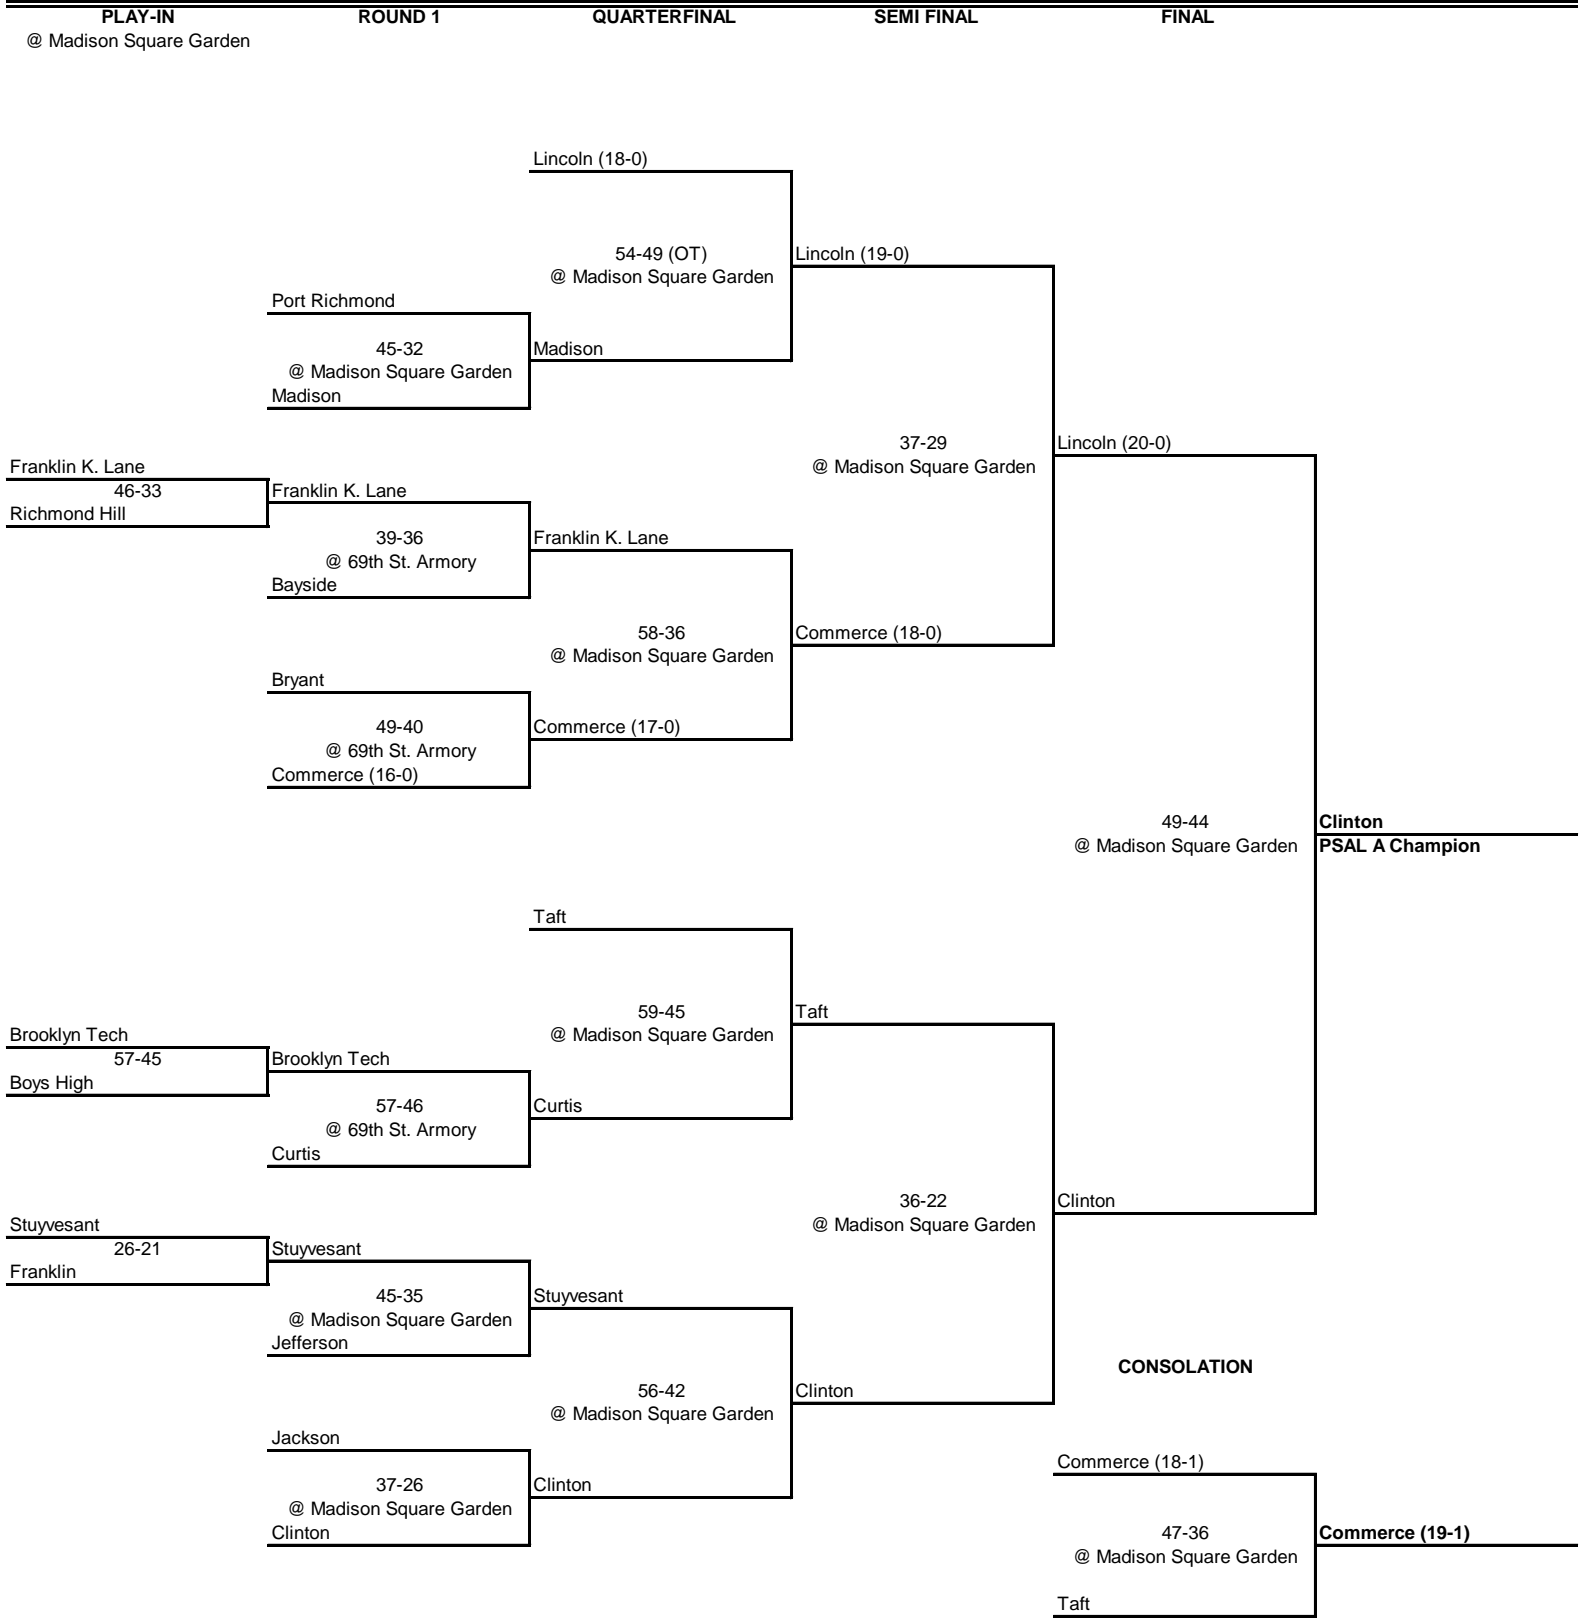 PLAY-IN
ROUND 1
QUARTERFINAL
SEMI FINAL
FINAL
@ Madison Square Garden
Lincoln (18-0)
54-49 (OT)
Lincoln (19-0)
@ Madison Square Garden
Port Richmond
45-32
Madison
@ Madison Square Garden
Madison
37-29
Lincoln (20-0)
Franklin K. Lane
@ Madison Square Garden
46-33
Franklin K. Lane
Richmond Hill
39-36
Franklin K. Lane
@ 69th St. Armory
Bayside
58-36
Commerce (18-0)
@ Madison Square Garden
Bryant
49-40
Commerce (17-0)
@ 69th St. Armory
Commerce (16-0)
49-44
Clinton
@ Madison Square Garden
PSAL A Champion
Taft
59-45
Taft
Brooklyn Tech
@ Madison Square Garden
57-45
Brooklyn Tech
Boys High
57-46
Curtis
@ 69th St. Armory
Curtis
36-22
Clinton
Stuyvesant
@ Madison Square Garden
26-21
Stuyvesant
Franklin
45-35
Stuyvesant
@ Madison Square Garden
Jefferson
CONSOLATION
56-42
Clinton
@ Madison Square Garden
Jackson
Commerce (18-1)
37-26
Clinton
@ Madison Square Garden
Clinton
47-36
Commerce (19-1)
@ Madison Square Garden
Taft